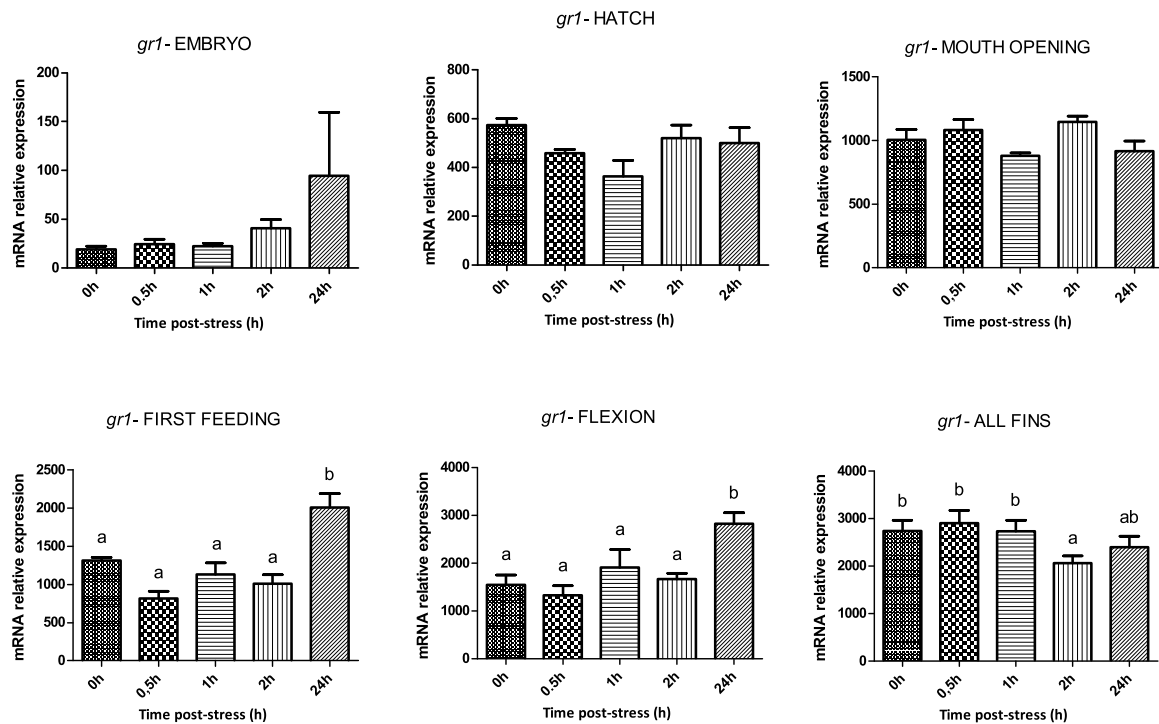 gr1- EMBRYO
mRNA relative expression
200
150
100
50
0
0h
0.5h
1h
2h
24h
Time post-stress (h)
gr1- HATCH
mRNA relative expression
800
600
400
200
0
0h
0,5h
1h
2h
24h
Time post-stress (h)
gr1- MOUTH OPENING
mRNA relative expression
1500
1000
500
0
0h
0,5h
1h
2h
24h
Time post-stress (h)
gr1- FIRST FEEDING
mRNA relative expression
2500
2000
1500
1000
500
0
a
a
a
a
b
0h
0,5h
1h
2h
24h
Time post-stress (h)
gr1- FLEXION
mRNA relative expression
4000
3000
2000
1000
0
a
a
a
a
b
0h
0,5h
1h
2h
24h
Time post-stress (h)
gr1- ALL FINS
mRNA relative expression
4000
3000
2000
1000
0
b
b
b
a
ab
0h
0,5h
1h
2h
24h
Time post-stress (h)